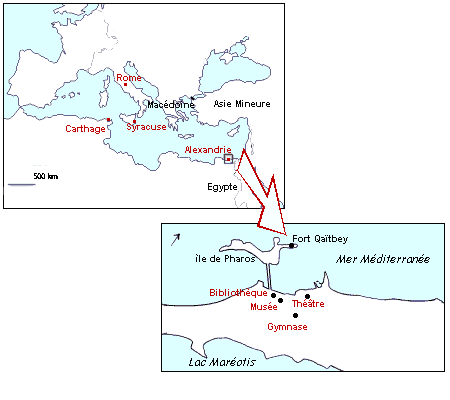 Rome
Macédoine
Asie Mineure
Carthage
Syracuse
Alexandrie
500 km
Egypte
Fort Qaïtbey
île de Pharos
Mer Méditerranée
Bibliothèque
Musée
Théâtre
Gymnase
Lac Maréotis